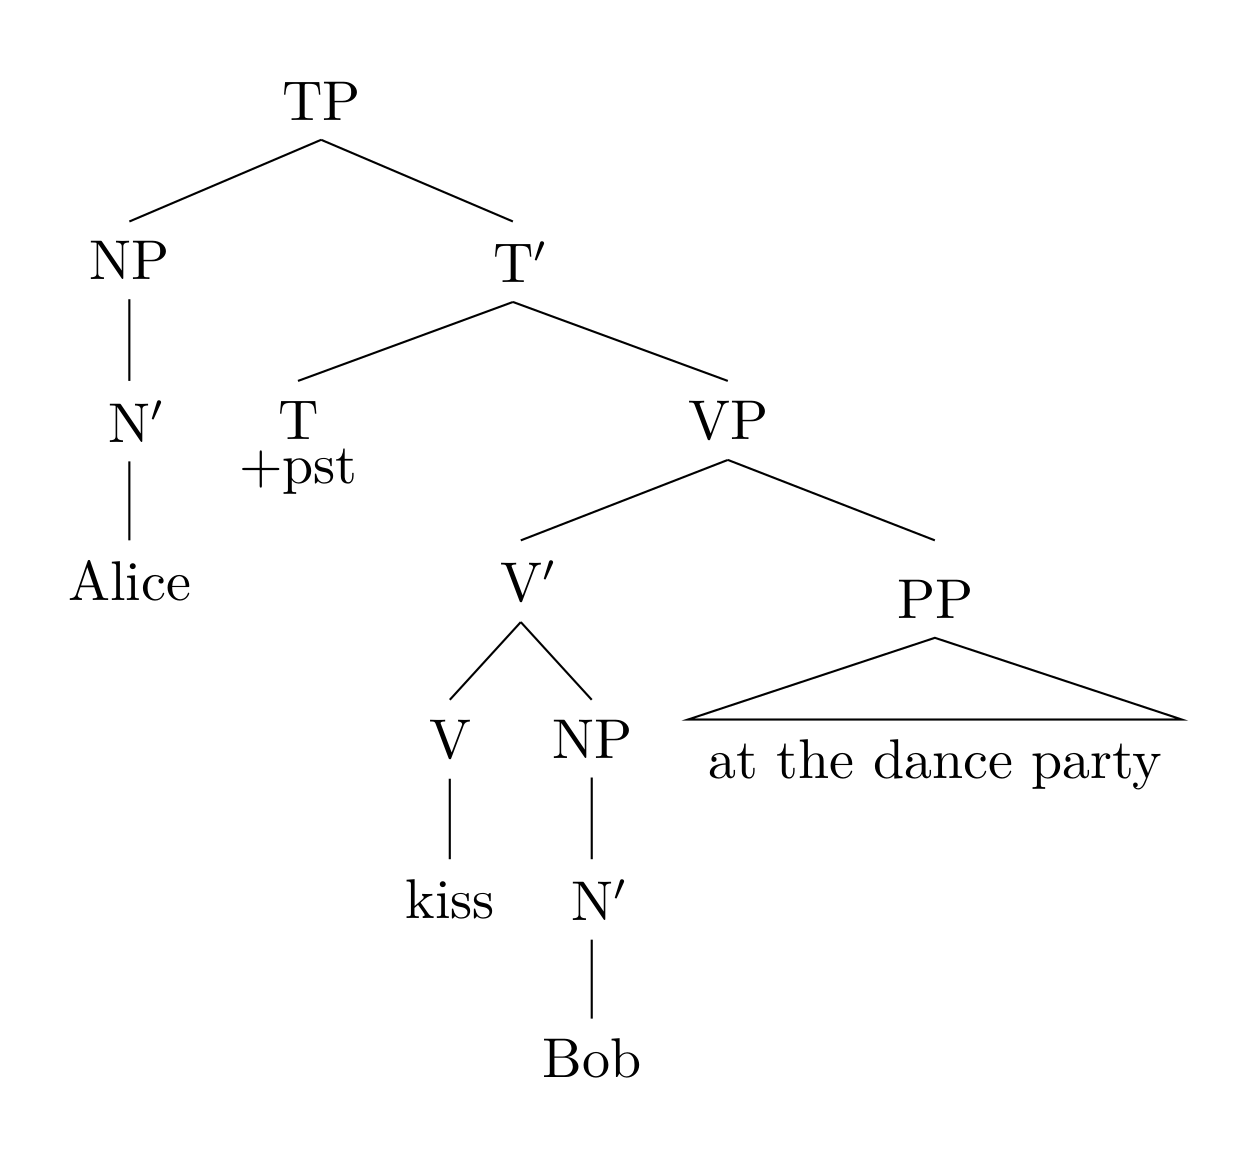 TP
NP T′
N′ T VP
+pst
Alice V′ PP
V NP at the dance party
kiss N′
Bob